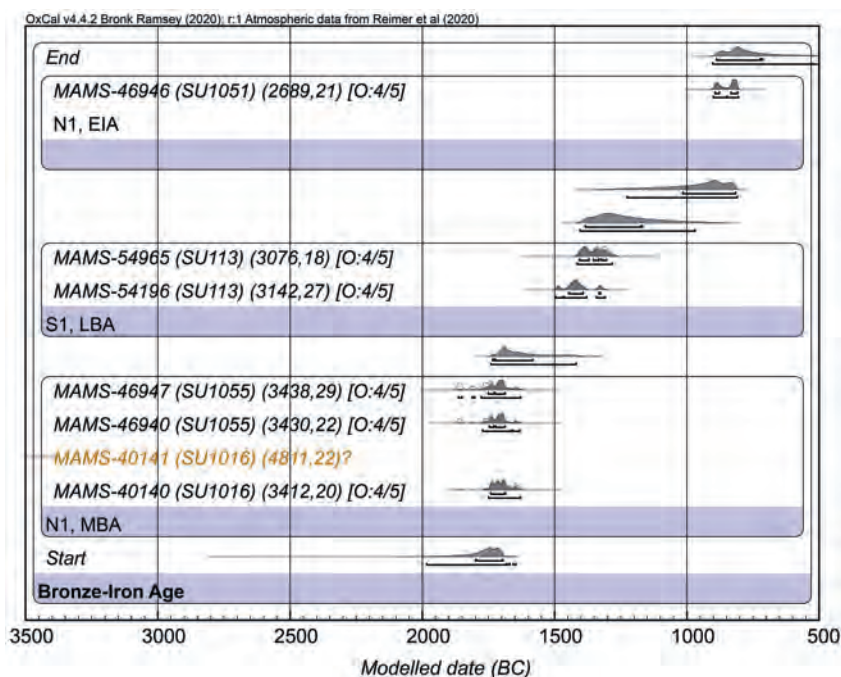 OxCal v4.4.2 Bronk Ramsey (2020); r:1 Atmospheric data from Reimer et al (2020)
End
MAMS-46946 (SU1051) (2689,21) [O:4/5]
N1, EIA
MAMS-54965 (SU113) (3076,18) [O:4/5]
MAMS-54196 (SU113) (3142,27) [O:4/5]
S1, LBA
MAMS-46947 (SU1055) (3438,29) [O:4/5]
MAMS-46940 (SU1055) (3430,22) [O:4/5]
MAMS-40141 (SU1016) (4811,22)?
MAMS-40140 (SU1016) (3412,20) [O:4/5]
N1, MBA
Start
Bronze-Iron Age
3500 3000 2500 2000 1500 1000 500
Modelled date (BC)